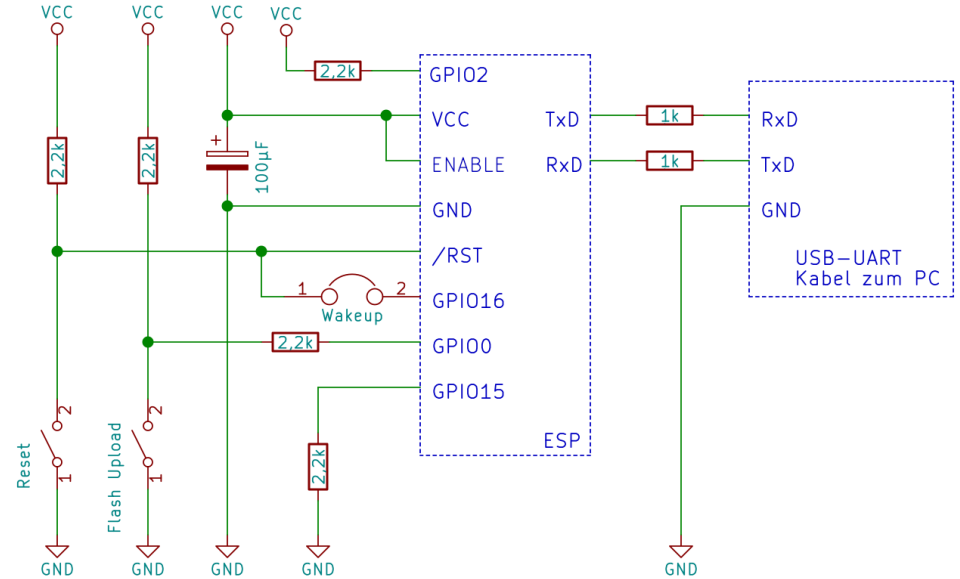 VCC
VCC
VCC
VCC
2,2k
GPIO2
VCC
TxD
1k
RxD
2,2k
2,2k
+
100µF
ENABLE
RxD
1k
TxD
GND
GND
/RST
USB-UART
Kabel zum PC
1
2
GPIO16
Wakeup
2,2k
GPIO0
GPIO15
2
2
Reset
Flash Upload
2,2k
ESP
1
1
GND
GND
GND
GND
GND